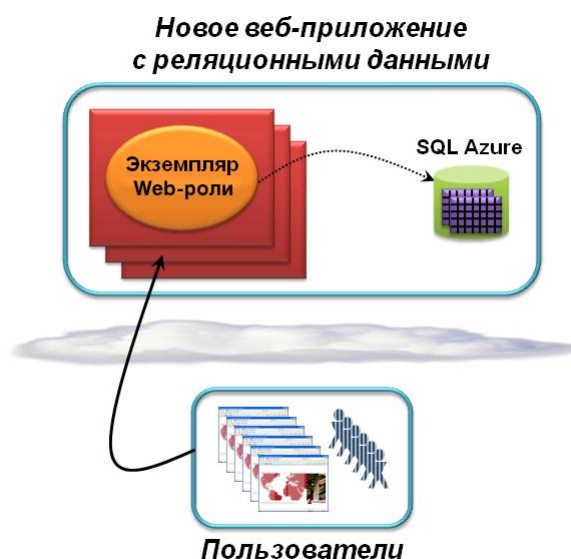 Новое веб-приложение
с реляционными данными
Экземпляр
Web-роли
SQL Azure
Пользователи